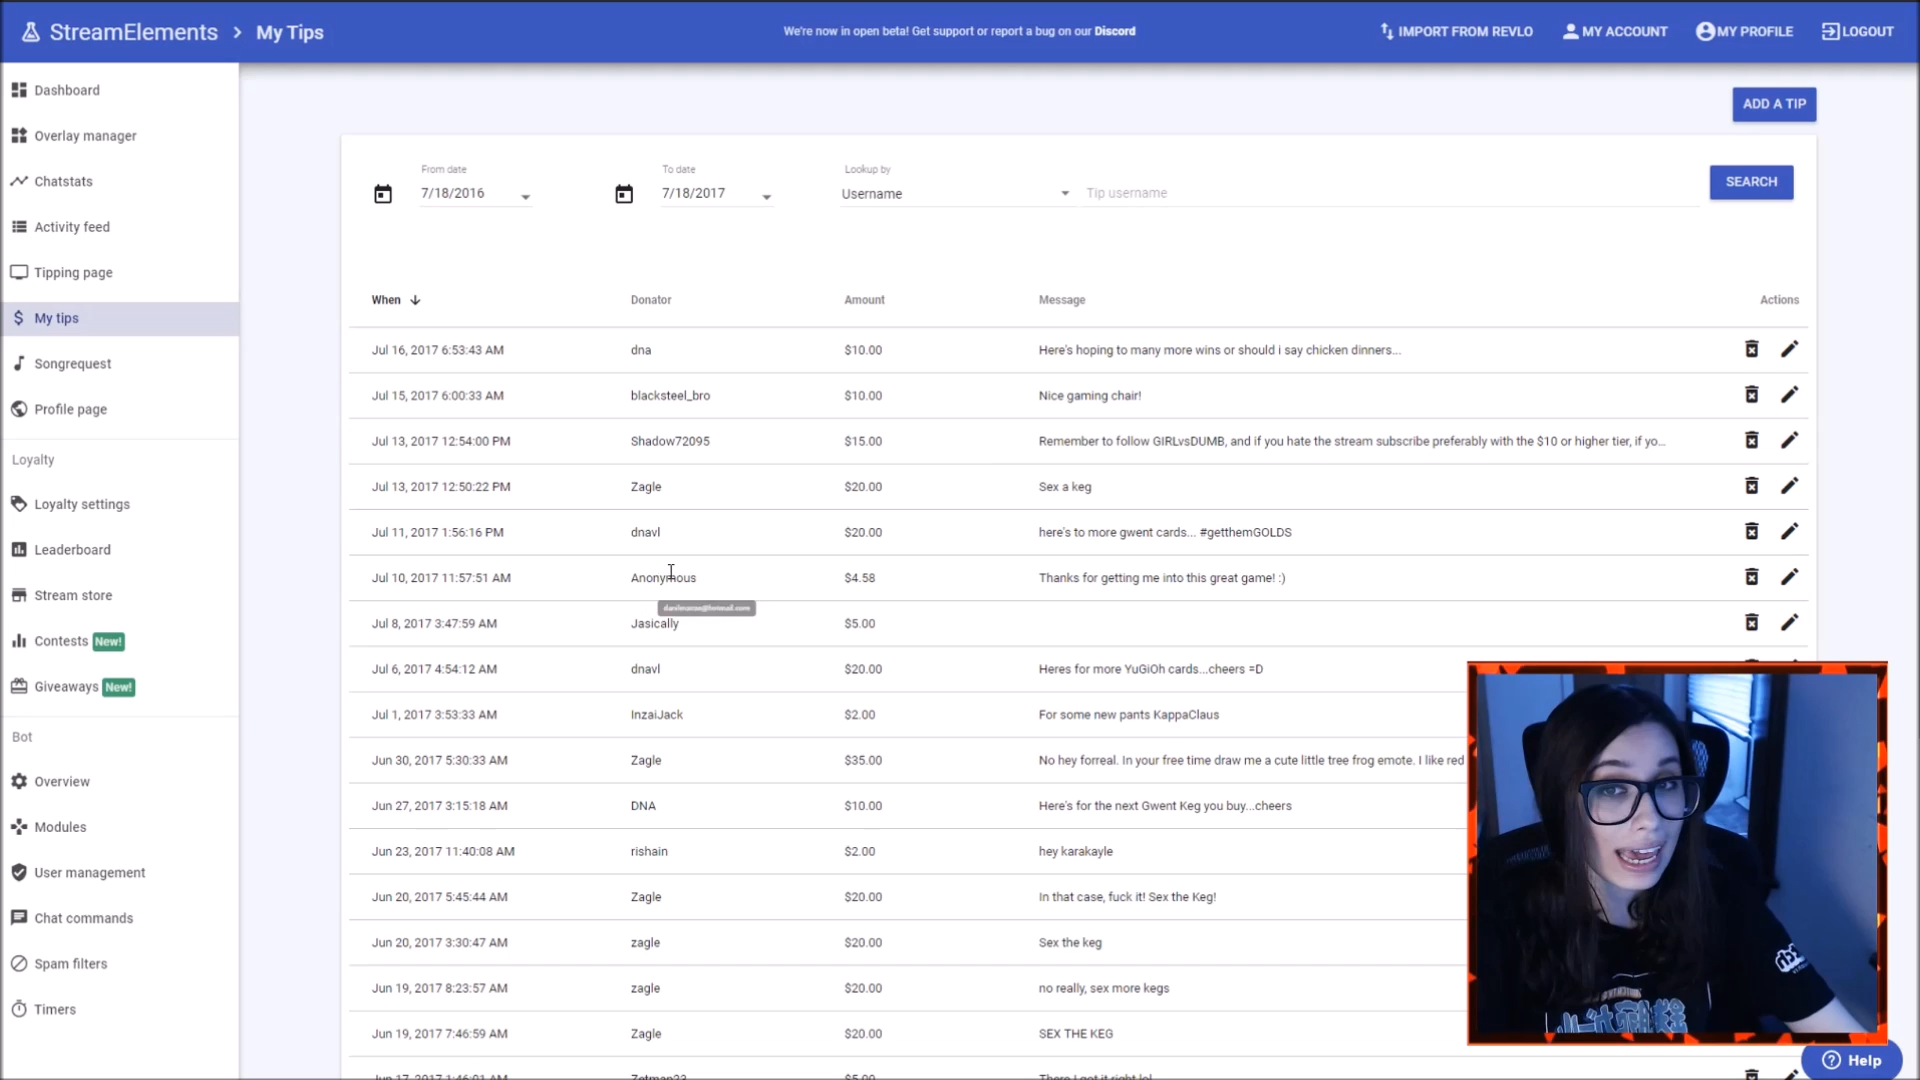 StreamElements > My Tips
We're now in open beta! Get support or report a bug on our Discord
IMPORT FROM REVLO
MY ACCOUNT
MY PROFILE
LOGOUT
Dashboard
Overlay manager
Chatstats
Activity feed
Tipping page
My tips
Songrequest
Profile page
Loyalty
Loyalty settings
Leaderboard
Stream store
Contests New!
Giveaways New!
Bot
Overview
Modules
User management
Chat commands
Spam filters
Timers
ADD A TIP
From date
7/18/2016
To date
7/18/2017
Lookup by
Username
Tip username
SEARCH
When Donator Amount Message Actions
Jul 16, 2017 6:53:43 AM dna $10.00 Here's hoping to many more wins or should i say chicken dinners...
Jul 15, 2017 6:00:33 AM blacksteel_bro $10.00 Nice gaming chair!
Jul 13, 2017 12:54:00 PM Shadow72095 $15.00 Remember to follow GIRLvsDUMB, and if you hate the stream subscribe preferably with the $10 or higher tier, if yo...
Jul 13, 2017 12:50:22 PM Zagle $20.00 Sex a keg
Jul 11, 2017 1:56:16 PM dnavl $20.00 here's to more gwent cards... #getthemGOLDS
Jul 10, 2017 11:57:51 AM Anonymous $4.58 Thanks for getting me into this great game! :)
Jul 8, 2017 3:47:59 AM Jasically $5.00
Jul 6, 2017 4:54:12 AM dnavl $20.00 Heres for more YuGiOh cards...cheers =D
Jul 1, 2017 3:53:33 AM InzaiJack $2.00 For some new pants KappaClaus
Jun 30, 2017 5:30:33 AM Zagle $35.00 No hey forreal. In your free time draw me a cute little tree frog emote. I like red
Jun 27, 2017 3:15:18 AM DNA $10.00 Here's for the next Gwent Keg you buy...cheers
Jun 23, 2017 11:40:08 AM rishain $2.00 hey karakayle
Jun 20, 2017 5:45:44 AM Zagle $20.00 In that case, fuck it! Sex the Keg!
Jun 20, 2017 3:30:47 AM zagle $20.00 Sex the keg
Jun 19, 2017 8:23:57 AM zagle $20.00 no really, sex more kegs
Jun 19, 2017 7:46:59 AM Zagle $20.00 SEX THE KEG
Help